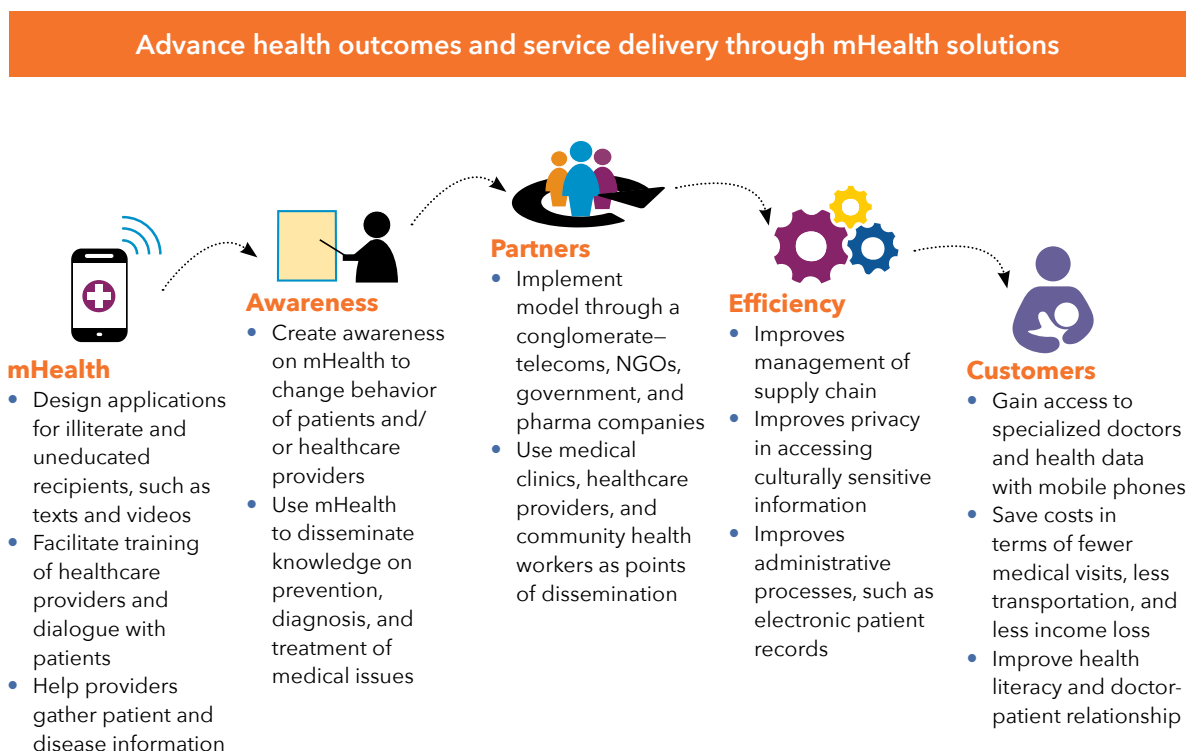 Advance health outcomes and service delivery through mHealth solutions
mHealth
• Design applications
for illiterate and
uneducated
recipients, such as
texts and videos
• Facilitate training
of healthcare
providers and
dialogue with
patients
• Help providers
gather patient and
disease information
Awareness
• Create awareness
on mHealth to
change behavior
of patients and/
or healthcare
providers
• Use mHealth
to disseminate
knowledge on
prevention,
diagnosis, and
treatment of
medical issues
Partners
• Implement
model through a
conglomerate—
telecoms, NGOs,
government, and
pharma companies
• Use medical
clinics, healthcare
providers, and
community health
workers as points
of dissemination
Efficiency
• Improves
management of
supply chain
• Improves privacy
in accessing
culturally sensitive
information
• Improves
administrative
processes, such as
electronic patient
records
Customers
• Gain access to
specialized doctors
and health data
with mobile phones
• Save costs in
terms of fewer
medical visits, less
transportation, and
less income loss
• Improve health
literacy and doctor-
patient relationship